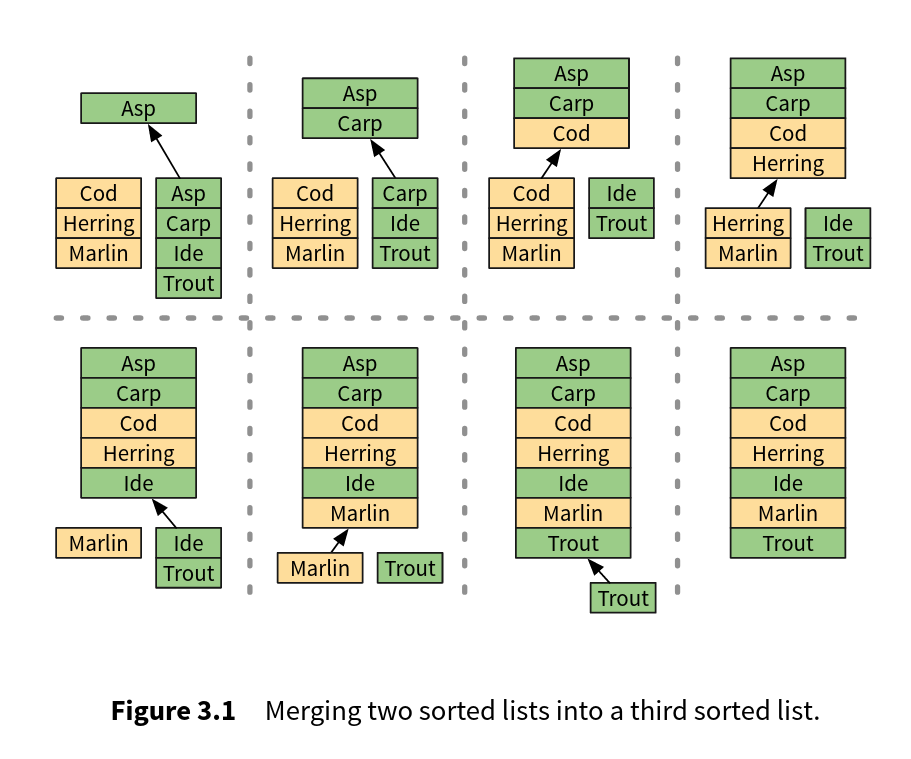 Asp
Cod
Herring
Marlin
Asp
Carp
Ide
Trout
Asp
Carp
Cod
Herring
Marlin
Carp
Ide
Trout
Asp
Carp
Cod
Cod
Herring
Marlin
Ide
Trout
Asp
Carp
Cod
Herring
Herring
Marlin
Ide
Trout
Asp
Carp
Cod
Herring
Ide
Marlin
Ide
Trout
Asp
Carp
Cod
Herring
Ide
Marlin
Marlin
Trout
Asp
Carp
Cod
Herring
Ide
Marlin
Trout
Trout
Asp
Carp
Cod
Herring
Ide
Marlin
Trout
Figure 3.1 Merging two sorted lists into a third sorted list.